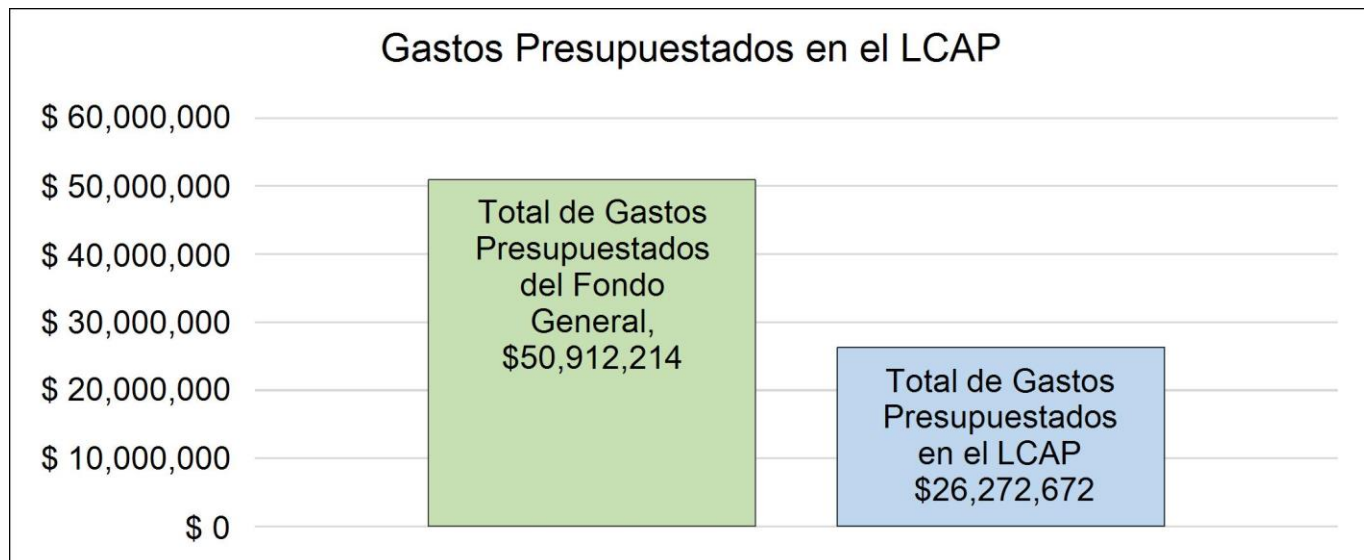 Gastos Presupuestados en el LCAP
$ 60,000,000
$ 50,000,000
$ 40,000,000
$ 30,000,000
$ 20,000,000
$ 10,000,000
$ 0
Total de Gastos
Presupuestados
del Fondo
General,
$50,912,214
Total de Gastos
Presupuestados
en el LCAP
$26,272,672